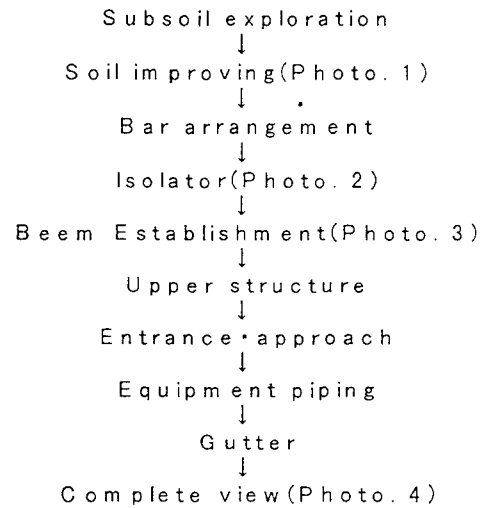 Subsoil exploration
↓
Soil improving(Photo. 1)
↓
Bar arrangement
↓
Isolator(Photo. 2)
↓
Beem Establishment(Photo. 3)
↓
Upper structure
↓
Entrance・approach
↓
Equipment piping
↓
Gutter
↓
Complete view(Photo. 4)